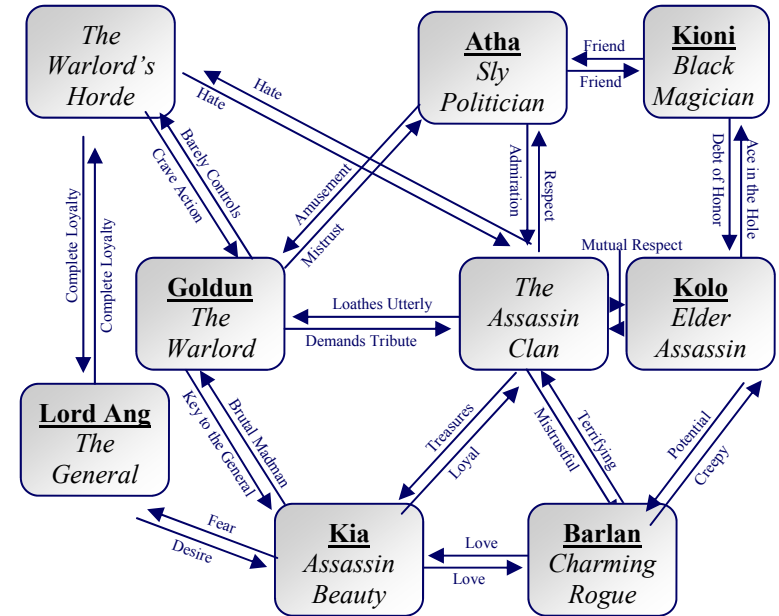 The
Warlord's
Horde
Atha
Sly
Politician
Kioni
Black
Magician
Friend
Friend
Hate
Hate
Barely Controls
Crave Action
Amusement
Mistrust
Admiration
Respect
Debt of Honor
Ace in the Hole
Complete Loyalty
Complete Loyalty
Mutual Respect
Goldun
The
Warlord
Loathes Utterly
Demands Tribute
The
Assassin
Clan
Kolo
Elder
Assassin
Lord Ang
The
General
Key to the General
Brutal Madman
Treasures
Loyal
Terrifying
Mistrustful
Potential
Creepy
Fear
Desire
Kia
Assassin
Beauty
Love
Love
Barlan
Charming
Rogue